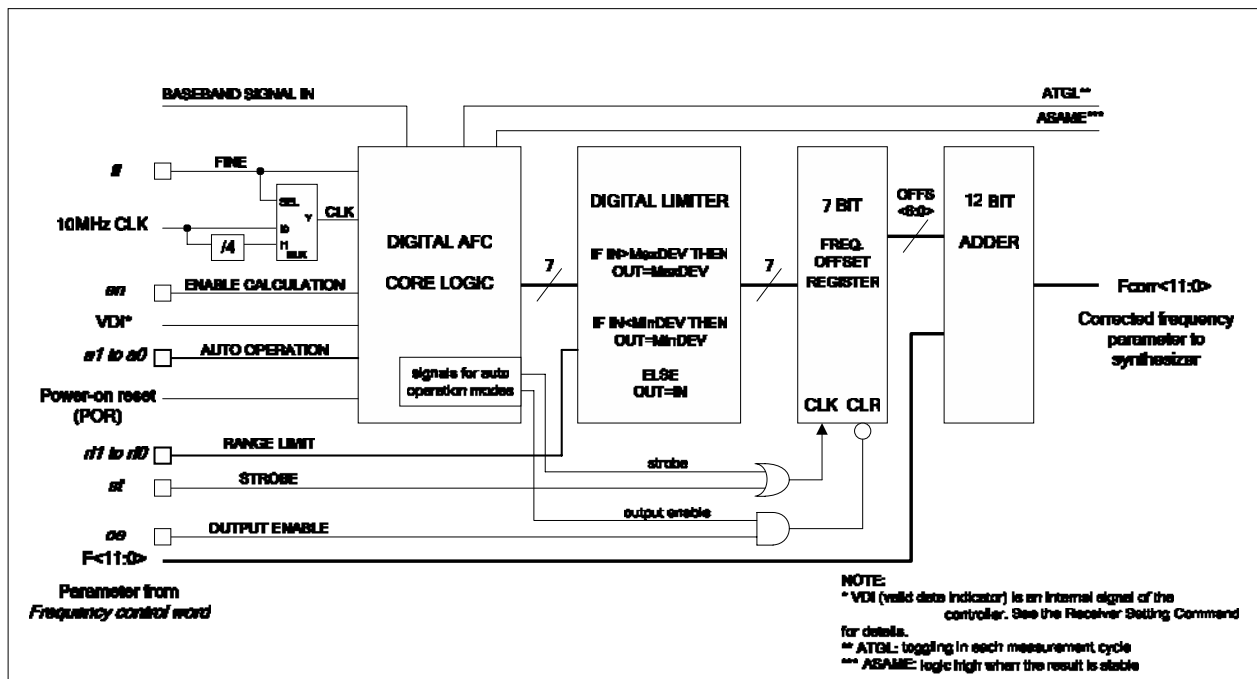 BASEBAND SIGNAL IN
ATGL**
ASAME***
fi
FINE
SEL
Y
CLK
10MHz CLK
I0
I1
MUX
/4
DIGITAL AFC
CORE LOGIC
en
ENABLE CALCULATION
VDI*
a1 to a0
AUTO OPERATION
Power-on reset
(POR)
signals for auto
operation modes
7
DIGITAL LIMITER
IF IN>MaxDEV THEN
OUT=MaxDEV
IF IN<MinDEV THEN
OUT=MinDEV
ELSE
OUT=IN
7
7 BIT
FREQ.
OFFSET
REGISTER
CLK CLR
OFFS
<6:0>
12 BIT
ADDER
Fcorr<11:0>
Corrected frequency
parameter to
synthesizer
rl1 to rl0
RANGE LIMIT
strobe
st
STROBE
output enable
oe
OUTPUT ENABLE
F<11:0>
Parameter from
Frequency control word
NOTE:
* VDI (valid data indicator) is an internal signal of the
controller. See the Receiver Setting Command
for details.
** ATGL: toggling in each measurement cycle
*** ASAME: logic high when the result is stable